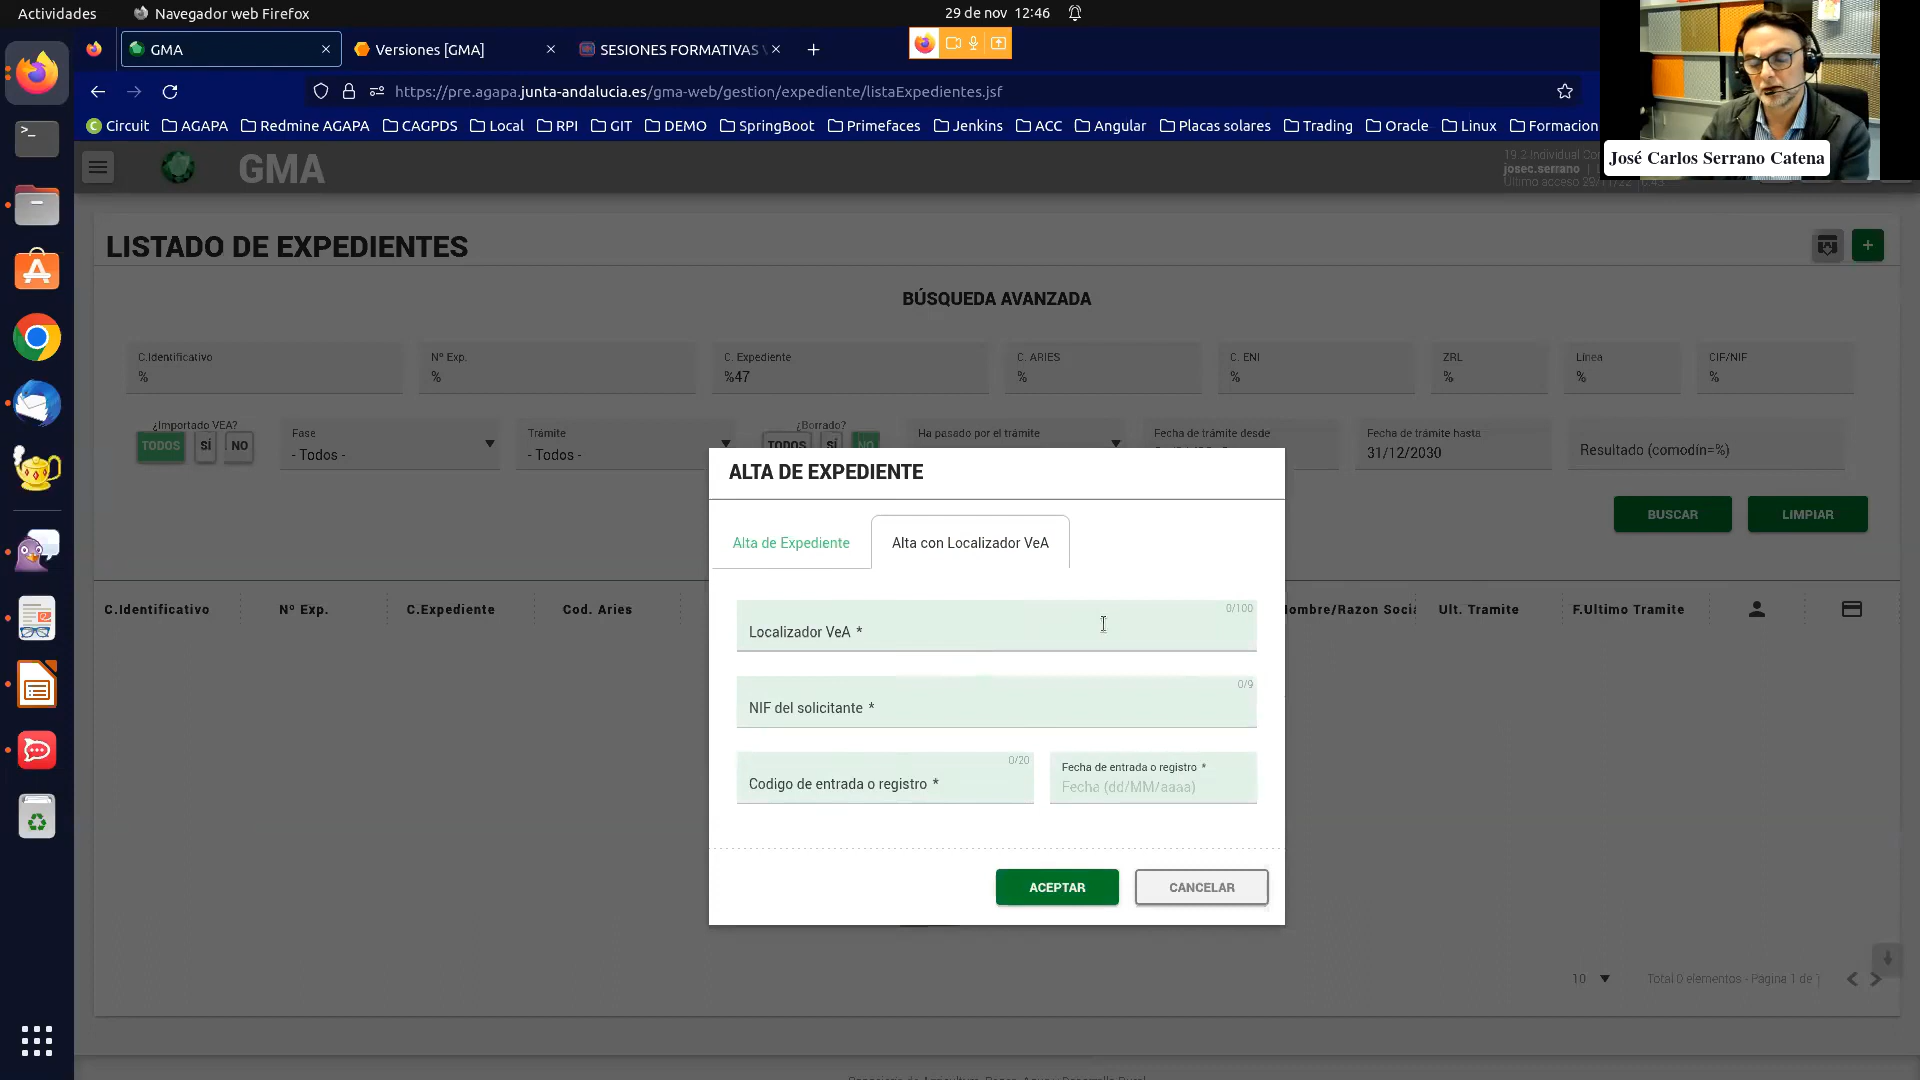 Actividades
Navegador web Firefox
29 de nov 12:46
GMA
Versiones [GMA]
SESIONES FORMATIVAS
https://pre.agapa.junta-andalucia.es/gma-web/gestion/expediente/listaExpedientes.jsf
Circuit AGAPA Redmine AGAPA CAGPDS Local RPI GIT DEMO SpringBoot Primefaces Jenkins ACC Angular Placas solares Trading Oracle Linux Formacion
José Carlos Serrano Catena
GMA
josec.serrano
LISTADO DE EXPEDIENTES
BÚSQUEDA AVANZADA
C.Identificativo Nº Exp. C. Expediente C. ARIES C. ENI ZRL Línea CIF/NIF
% % %47 % % % % %
¿Importado VEA? Fase Trámite ¿Borrado? Ha pasado por el trámite Fecha de trámite desde Fecha de trámite hasta
TODOS SÍ NO - Todos - - Todos - TODOS SÍ NO 31/12/2030 Resultado (comodín=%)
BUSCAR LIMPIAR
C.Identificativo Nº Exp. C.Expediente Cod. Aries Ult. Tramite F.Ultimo Tramite
ALTA DE EXPEDIENTE
Alta de Expediente
Alta con Localizador VeA
0/100
Localizador VeA *
0/9
NIF del solicitante *
0/20
Codigo de entrada o registro *
Fecha de entrada o registro *
Fecha (dd/MM/aaaa)
ACEPTAR
CANCELAR
10
Total 0 elementos - Pagina 1 de